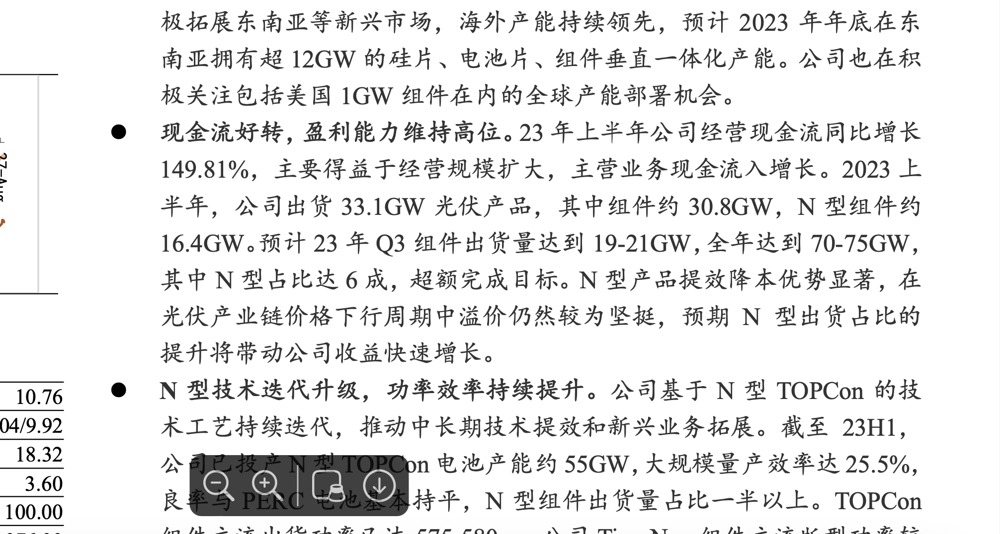 极拓展东南亚等新兴市场，海外产能持续领先，预计 2023 年年底在东
南亚拥有超 12GW 的硅片、电池片、组件垂直一体化产能。公司也在积
极关注包括美国 1GW 组件在内的全球产能部署机会。
● 现金流好转，盈利能力维持高位。23 年上半年公司经营现金流同比增长
149.81%，主要得益于经营规模扩大，主营业务现金流入增长。2023 上
半年，公司出货 33.1GW 光伏产品，其中组件约 30.8GW，N 型组件约
16.4GW。预计 23 年 Q3 组件出货量达到 19-21GW，全年达到 70-75GW，
其中 N 型占比达 6 成，超额完成目标。N 型产品提效降本优势显著，在
光伏产业链价格下行周期中溢价仍然较为坚挺，预期 N 型出货占比的
提升将带动公司收益快速增长。
● N 型技术迭代升级，功率效率持续提升。公司基于 N 型 TOPCon 的技
术工艺持续迭代，推动中长期技术提效和新兴业务拓展。截至 23H1，
公司已投产 N 型 TOPCon 电池产能约 55GW，大规模量产效率达 25.5%，
良率与 PERC 电池基本持平，N 型组件出货量占比一半以上。TOPCon
27-Aug
10.76
04/9.92
18.32
3.60
100.00